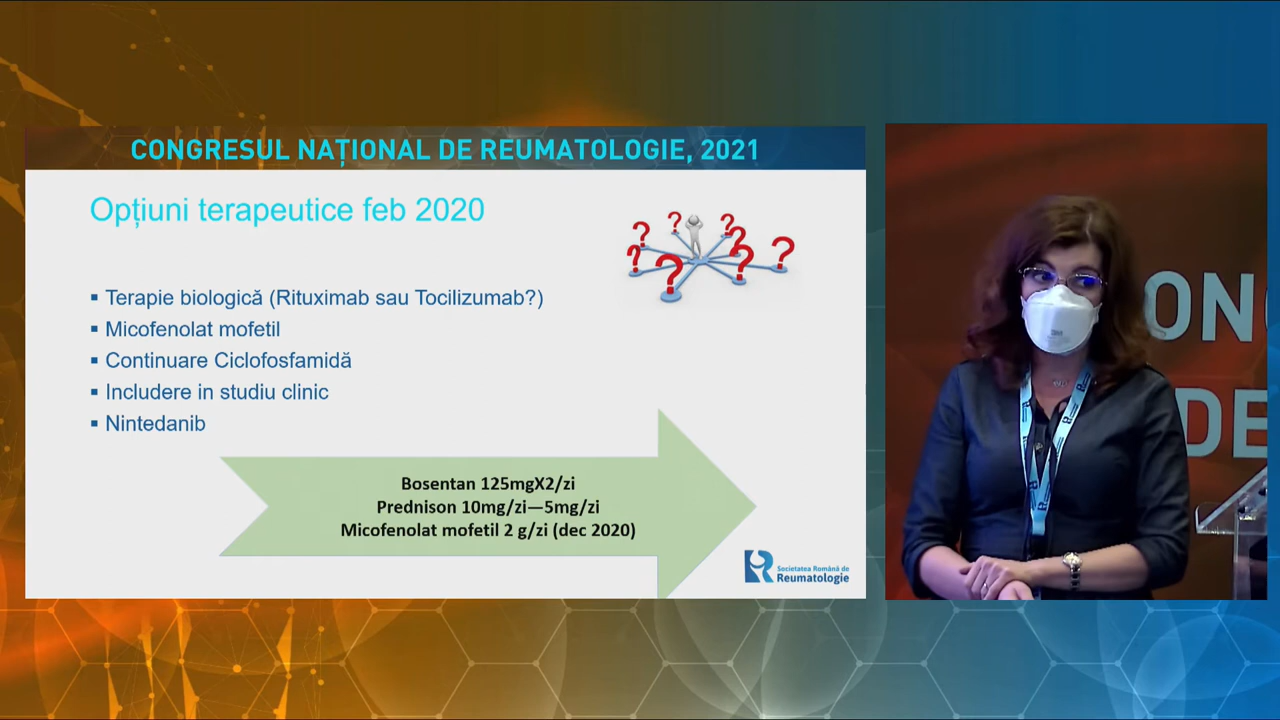 CONGRESUL NAȚIONAL DE REUMATOLOGIE, 2021
Opțiuni terapeutice feb 2020
? ? ? ? ? ? ? ?
▪ Terapie biologică (Rituximab sau Tocilizumab?)
▪ Micofenolat mofetil
▪ Continuare Ciclofosfamidă
▪ Includere in studiu clinic
▪ Nintedanib
Bosentan 125mgX2/zi
Prednison 10mg/zi—5mg/zi
Micofenolat mofetil 2 g/zi (dec 2020)
Societatea Română de
Reumatologie
ON
DE